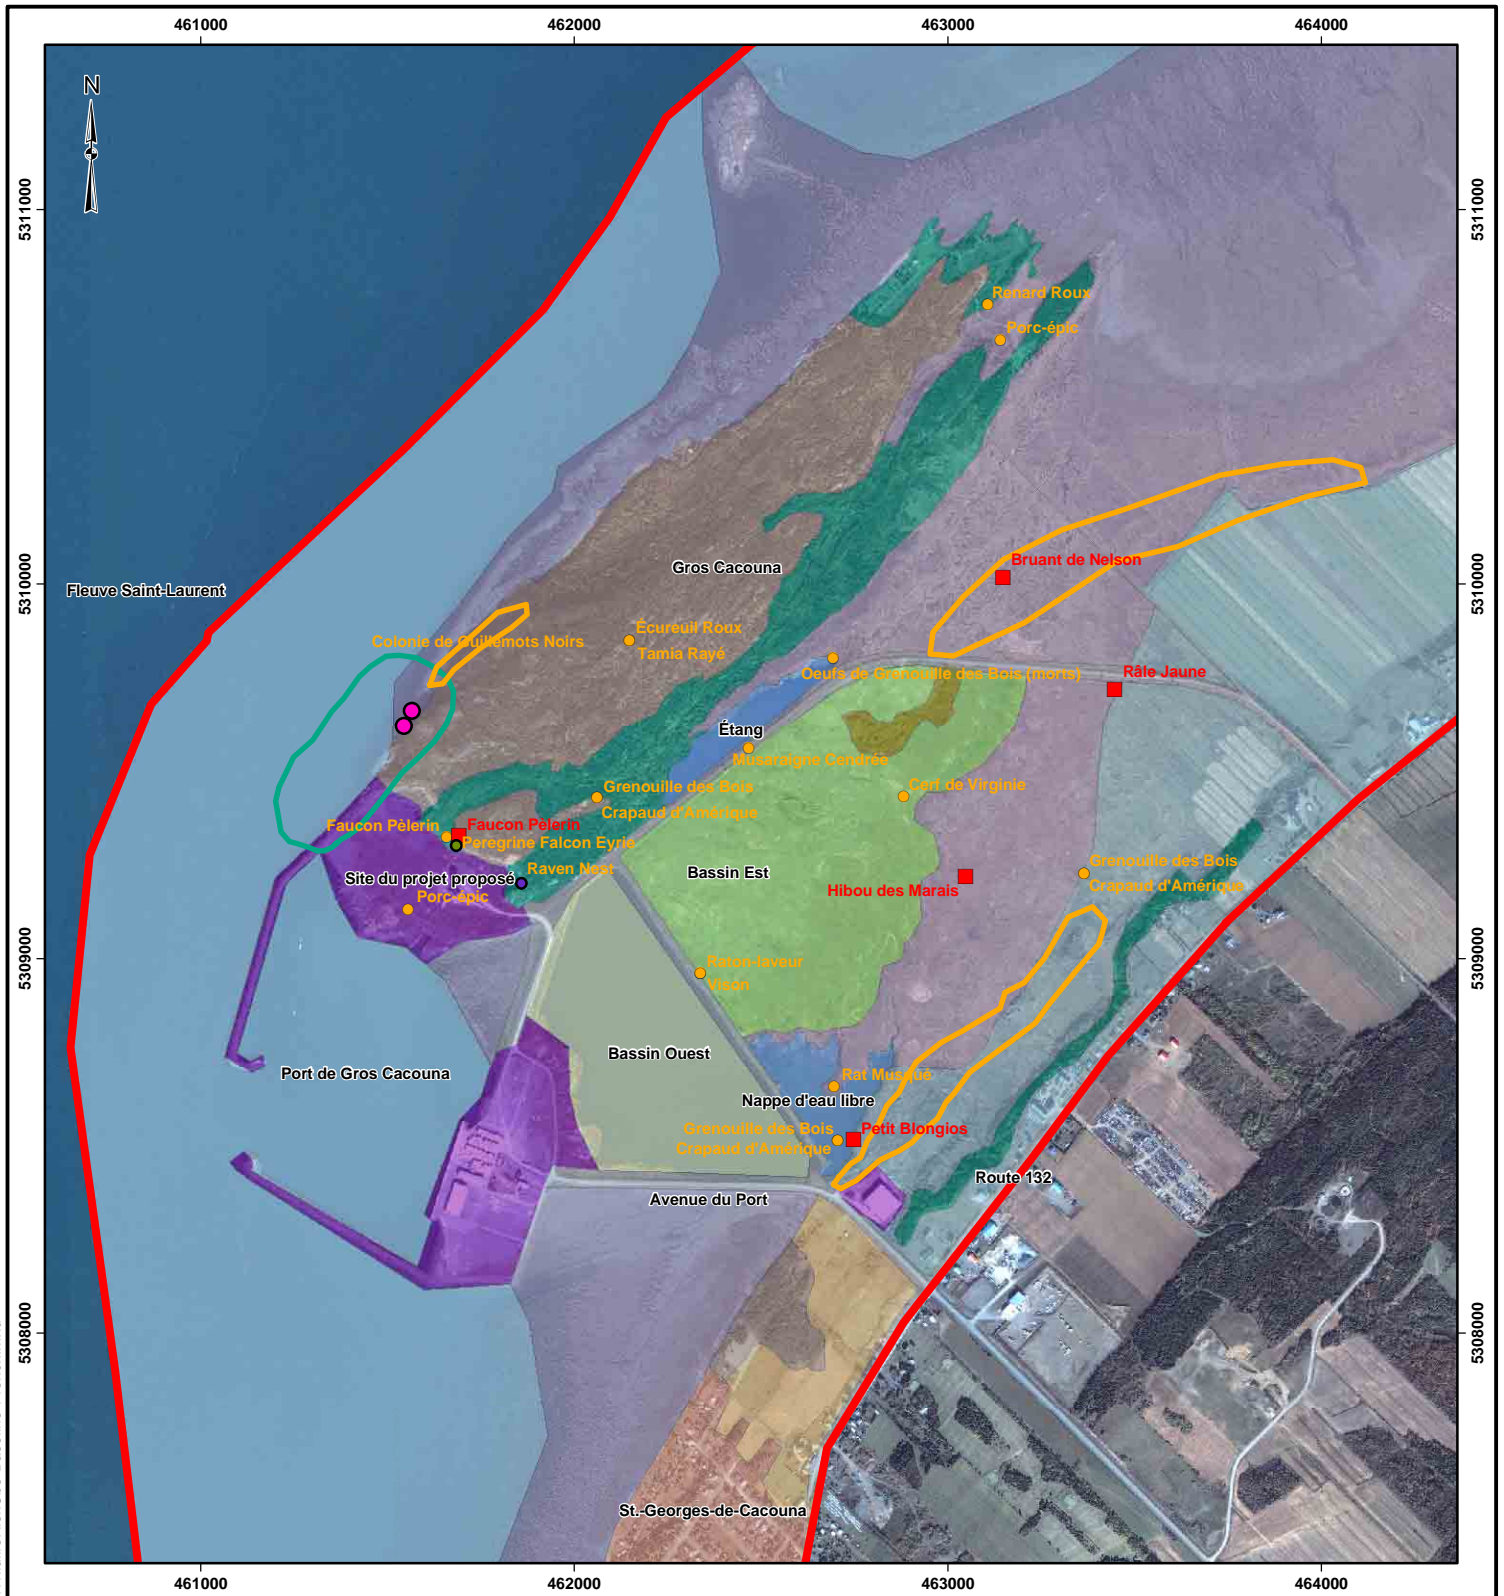 461000 462000 463000 464000
N
5311000
5311000
Renard Roux
Porc-épic
Bruant de Nelson
Gros Cacouna
5310000
5310000
Fleuve Saint-Laurent
Écureuil Roux
Colonie de Guillemots Noirs
Tamia Rayé
Oeufs de Grenouille des Bois (morts)
Râle Jaune
Étang
Musaraigne Cendrée
Grenouille des Bois
Crapaud d'Amérique
Cerf de Virginie
Faucon Pèlerin
Faucon Pèlerin
Peregrine Falcon Eyrie
Raven Nest
Site du projet proposé
Porc-épic
Bassin Est
Hibou des Marais
Grenouille des Bois
Crapaud d'Amérique
5309000
5309000
Raton-laveur
Vison
Bassin Ouest
Port de Gros Cacouna
Rat Musqué
Nappe d'eau libre
Grenouille des Bois
Crapaud d'Amérique
Petit Blongios
Route 132
Avenue du Port
5308000
5308000
St.-Georges-de-Cacouna
461000 462000 463000 464000